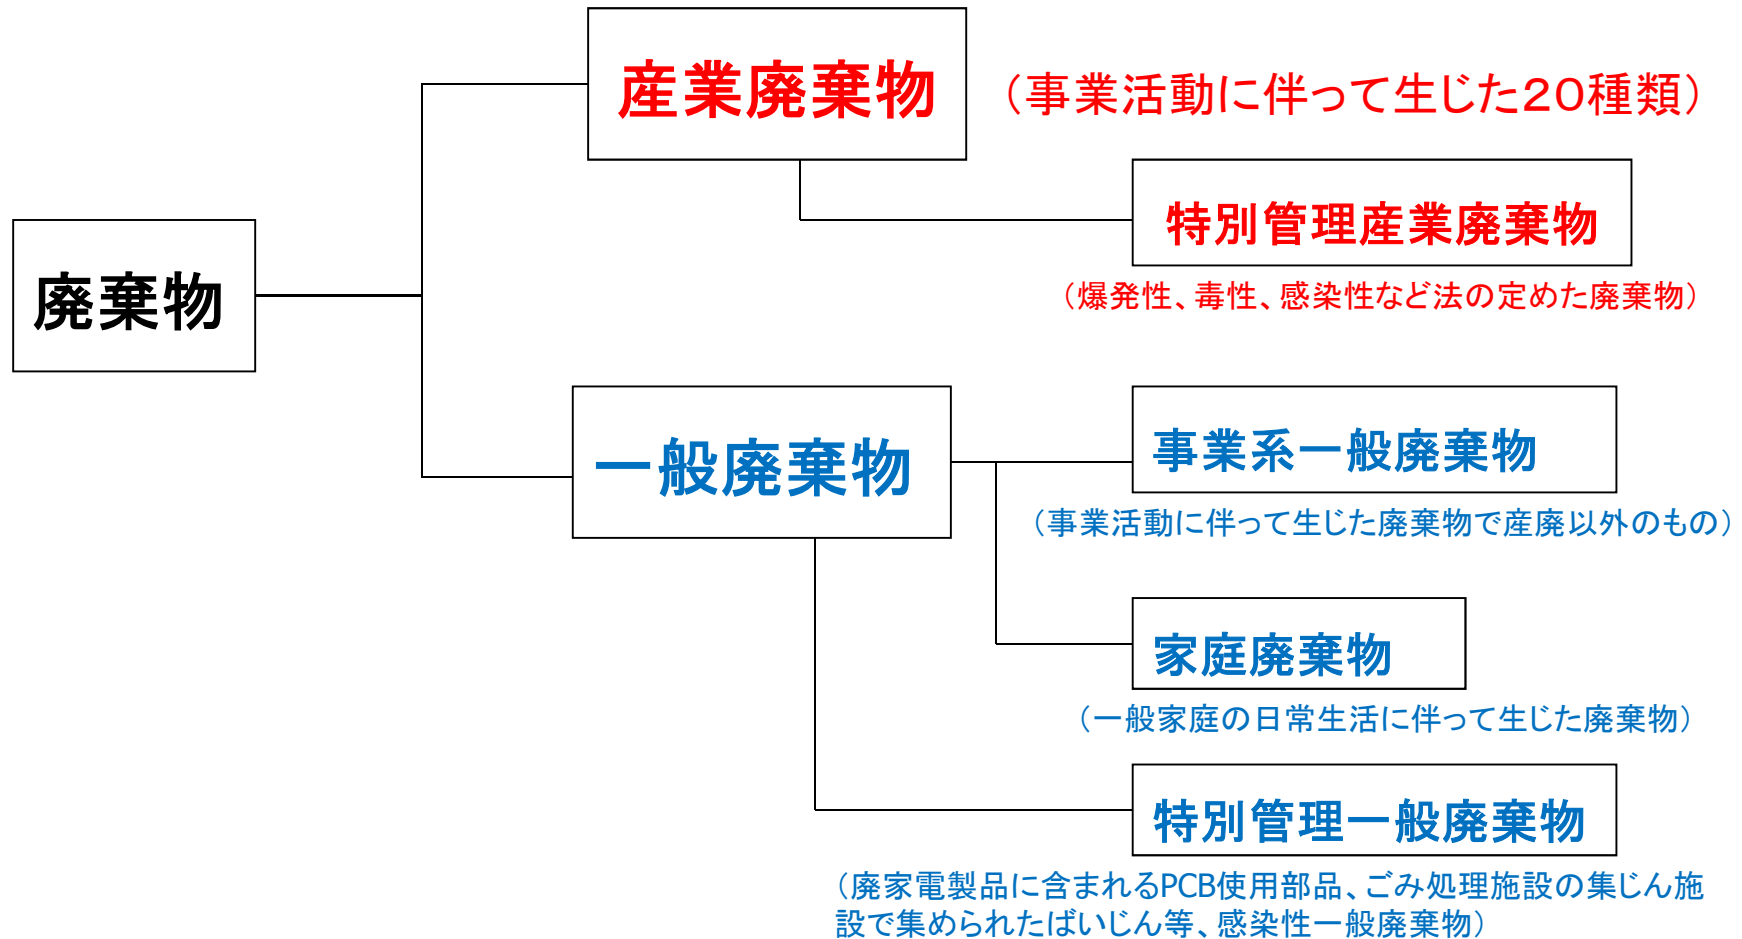 産業廃棄物
（事業活動に伴って生じた２０種類）
特別管理産業廃棄物
（爆発性、毒性、感染性など法の定めた廃棄物）
廃棄物
一般廃棄物
事業系一般廃棄物
（事業活動に伴って生じた廃棄物で産廃以外のもの）
家庭廃棄物
（一般家庭の日常生活に伴って生じた廃棄物）
特別管理一般廃棄物
（廃家電製品に含まれるPCB使用部品、ごみ処理施設の集じん施
設で集められたばいじん等、感染性一般廃棄物）